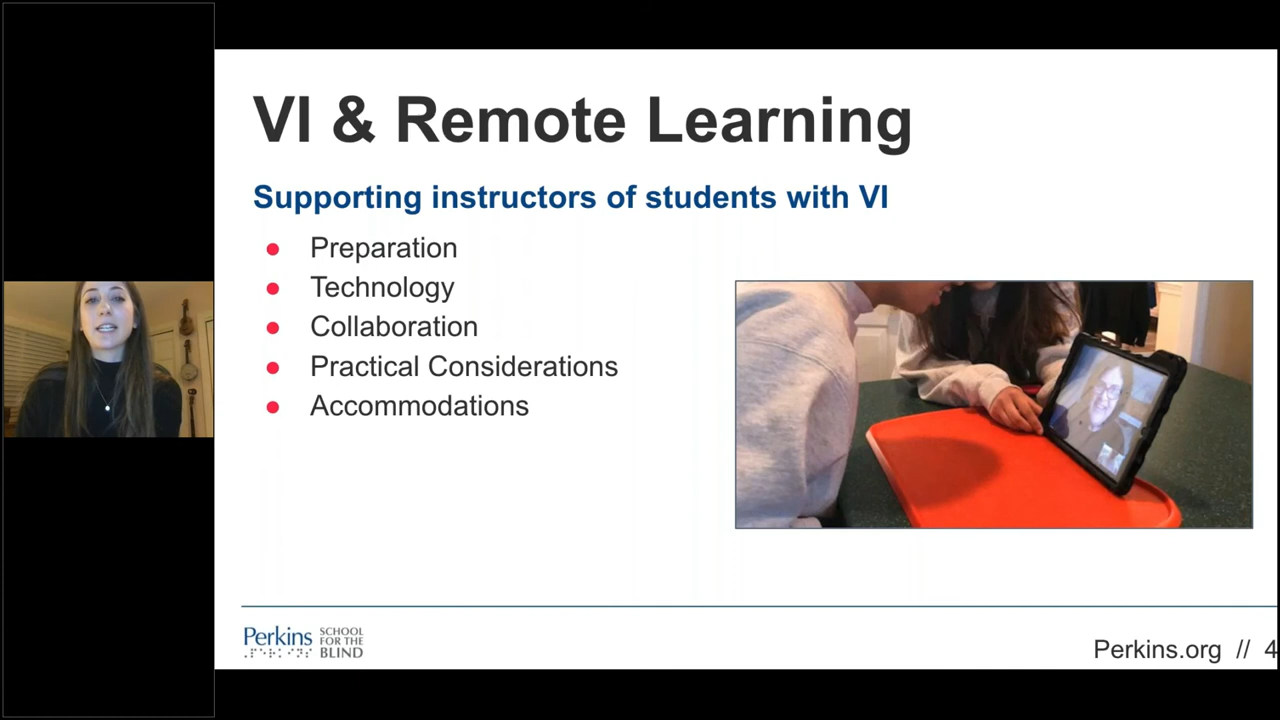 VI & Remote Learning
Supporting instructors of students with VI
● Preparation
● Technology
● Collaboration
● Practical Considerations
● Accommodations
Perkins SCHOOL
FOR THE
BLIND
Perkins.org // 4